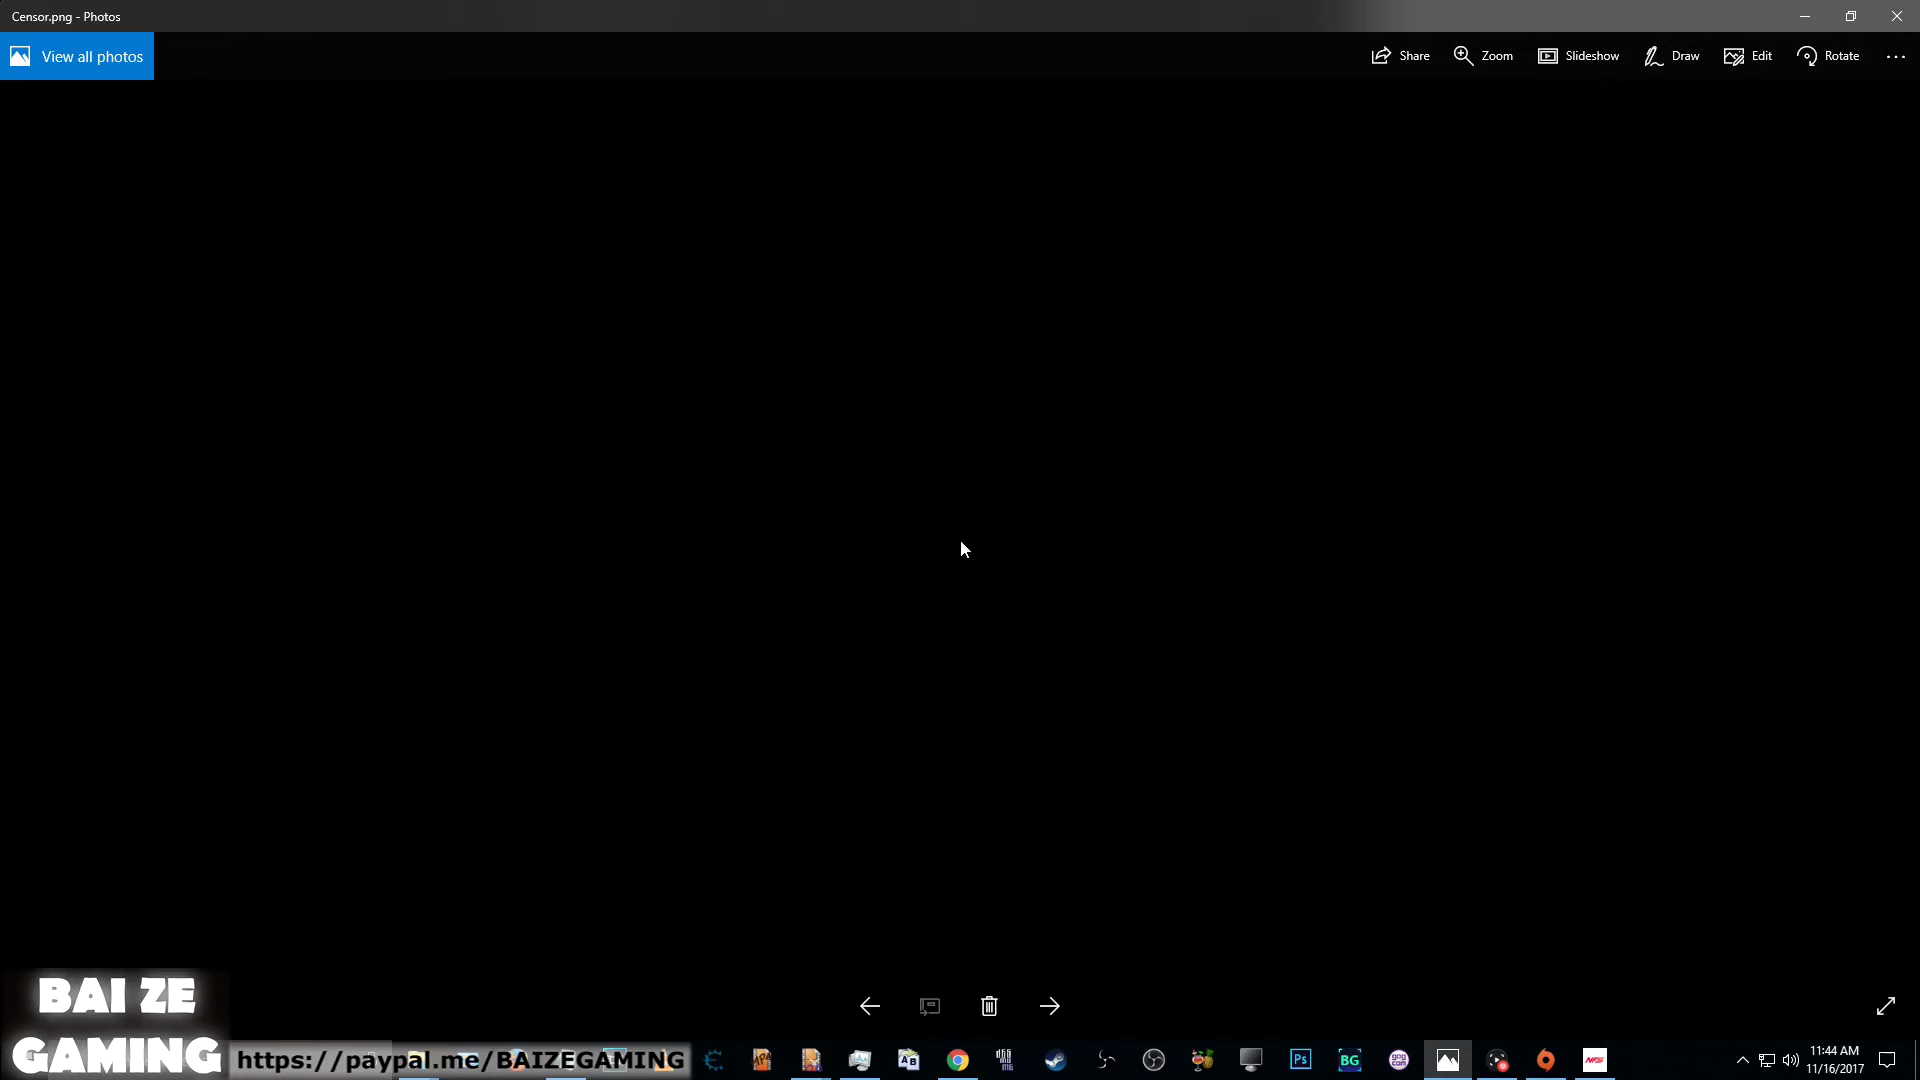 Censor.png - Photos
View all photos
Share
Zoom
Slideshow
Draw
Edit
Rotate
BAI ZE
GAMING
https://paypal.me/BAIZEGAMING
Ps
BG
NFS
11:44 AM
11/16/2017